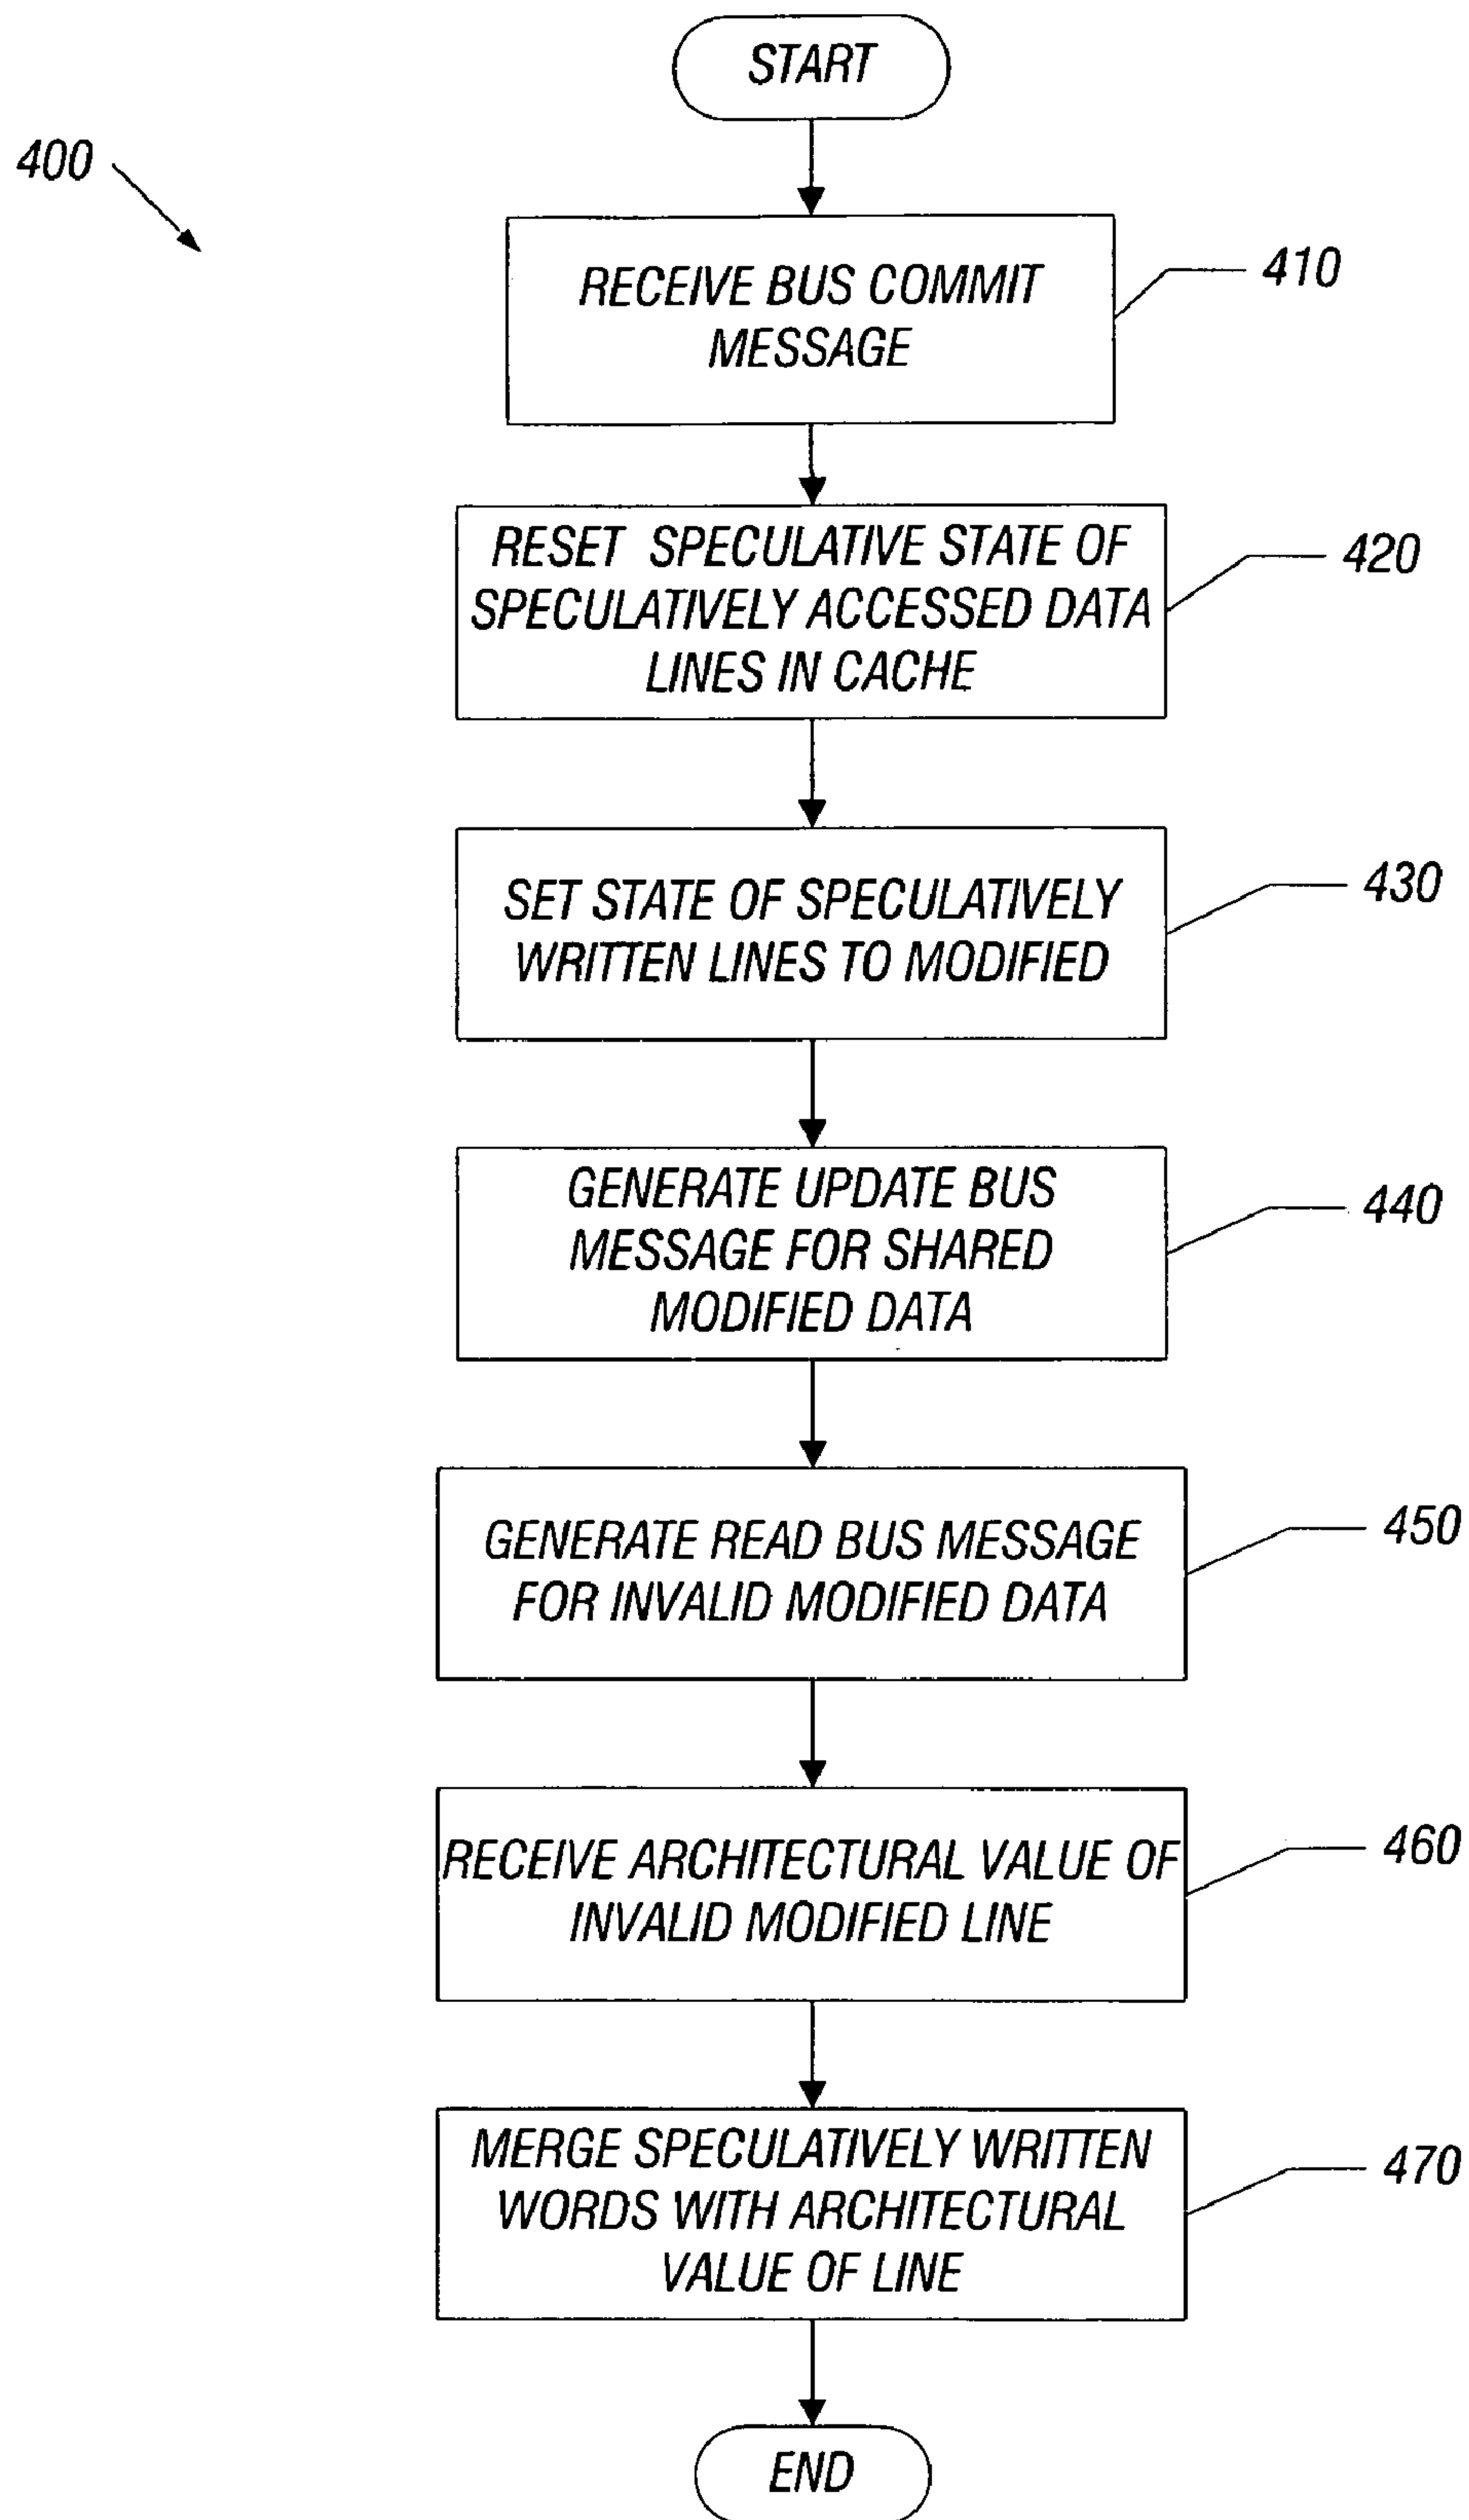 START
400
RECEIVE BUS COMMIT
MESSAGE
410
RESET SPECULATIVE STATE OF
SPECULATIVELY ACCESSED DATA
LINES IN CACHE
420
SET STATE OF SPECULATIVELY
WRITTEN LINES TO MODIFIED
430
GENERATE UPDATE BUS
MESSAGE FOR SHARED
MODIFIED DATA
440
GENERATE READ BUS MESSAGE
FOR INVALID MODIFIED DATA
450
RECEIVE ARCHITECTURAL VALUE OF
INVALID MODIFIED LINE
460
MERGE SPECULATIVELY WRITTEN
WORDS WITH ARCHITECTURAL
VALUE OF LINE
470
END